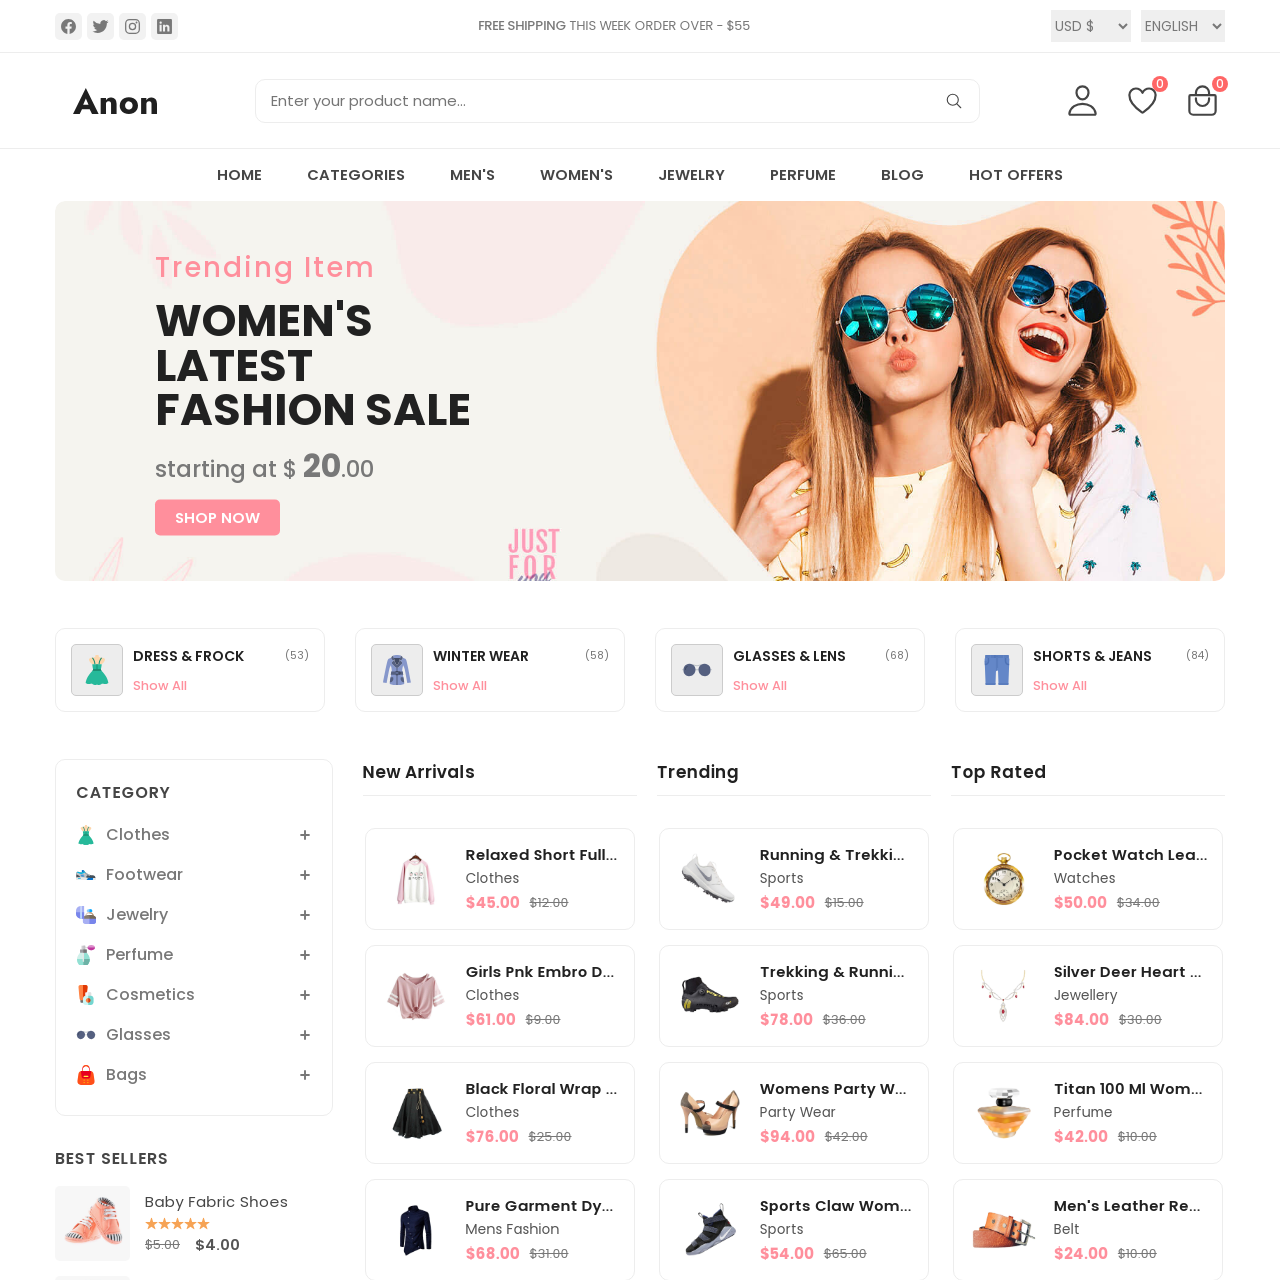 FREE SHIPPING THIS WEEK ORDER OVER - $55
USD $
ENGLISH
Anon
Enter your product name...
0
0
HOME
CATEGORIES
MEN'S
WOMEN'S
JEWELRY
PERFUME
BLOG
HOT OFFERS
Trending Item
WOMEN'S
LATEST
FASHION SALE
starting at $ 20.00
SHOP NOW
JUST
FOR
you
DRESS & FROCK
(53)
Show All
WINTER WEAR
(58)
Show All
GLASSES & LENS
(68)
Show All
SHORTS & JEANS
(84)
Show All
CATEGORY
Clothes
Footwear
Jewelry
Perfume
Cosmetics
Glasses
Bags
BEST SELLERS
Baby Fabric Shoes
$5.00 $4.00
New Arrivals
Relaxed Short Full...
Clothes
$45.00 $12.00
Girls Pnk Embro D...
Clothes
$61.00 $9.00
Black Floral Wrap ...
Clothes
$76.00 $25.00
Pure Garment Dy...
Mens Fashion
$68.00 $31.00
Trending
Running & Trekki...
Sports
$49.00 $15.00
Trekking & Runni...
Sports
$78.00 $36.00
Womens Party W...
Party Wear
$94.00 $42.00
Sports Claw Wom...
Sports
$54.00 $65.00
Top Rated
Pocket Watch Lea...
Watches
$50.00 $34.00
Silver Deer Heart ...
Jewellery
$84.00 $30.00
Titan 100 Ml Wom...
Perfume
$42.00 $10.00
Men's Leather Re...
Belt
$24.00 $10.00